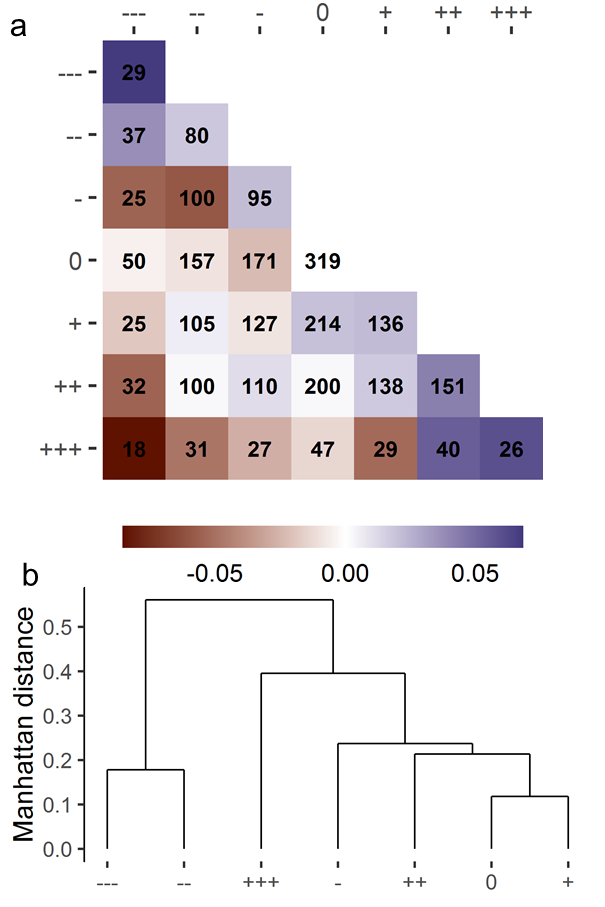 a
--- -- - 0 + ++ +++
--- 29
-- 37 80
- 25 100 95
0 50 157 171 319
+ 25 105 127 214 136
++ 32 100 110 200 138 151
+++ 18 31 27 47 29 40 26
-0.05 0.00 0.05
b
Manhattan distance
0.5
0.4
0.3
0.2
0.1
0.0
--- -- +++ - ++ 0 +